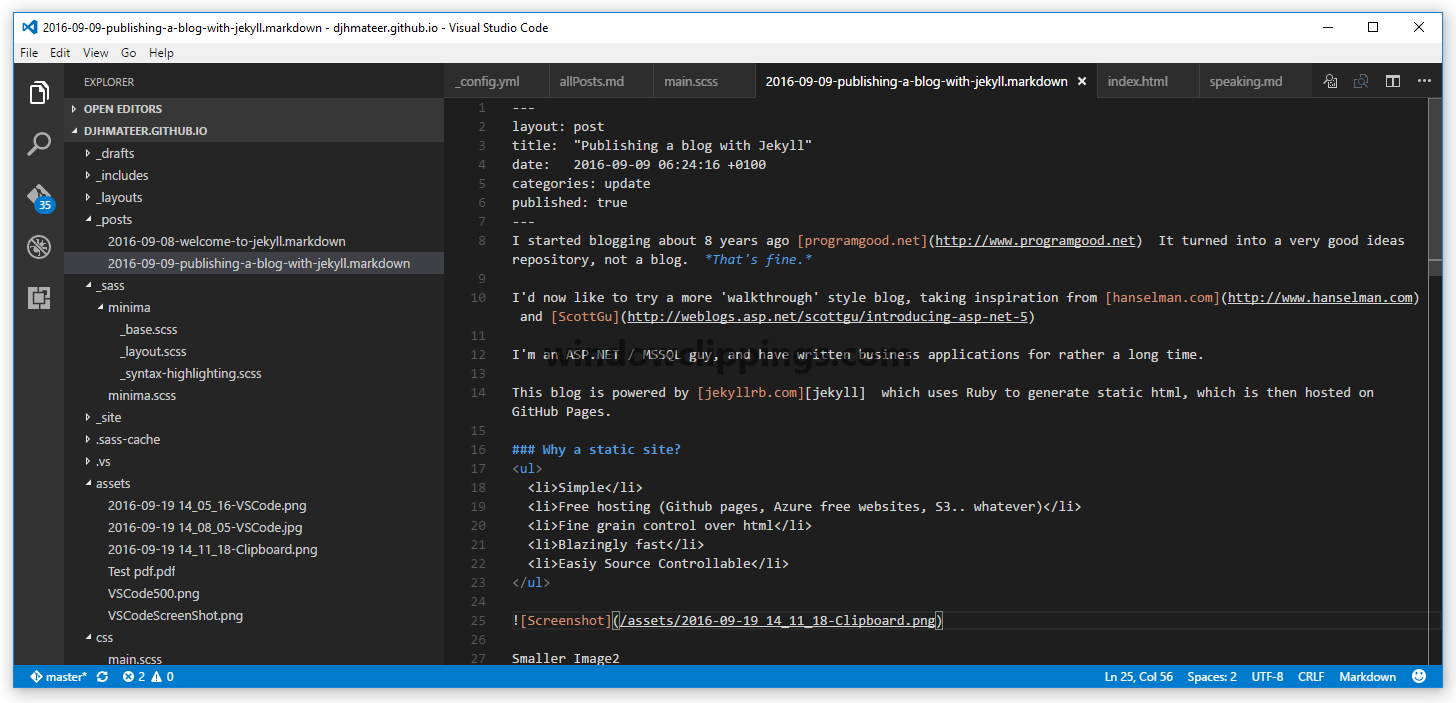 2016-09-09-publishing-a-blog-with-jekyll.markdown - djhmateer.github.io - Visual Studio Code
File Edit View Go Help
EXPLORER
OPEN EDITORS
DJHMATEER.GITHUB.IO
_drafts
_includes
_layouts
_posts
2016-09-08-welcome-to-jekyll.markdown
2016-09-09-publishing-a-blog-with-jekyll.markdown
_sass
minima
_base.scss
_layout.scss
_syntax-highlighting.scss
minima.scss
_site
.sass-cache
.vs
assets
2016-09-19 14_05_16-VSCode.png
2016-09-19 14_08_05-VSCode.jpg
2016-09-19 14_11_18-Clipboard.png
Test pdf.pdf
VSCode500.png
VSCodeScreenShot.png
css
main.scss
35
_config.yml allPosts.md main.scss 2016-09-09-publishing-a-blog-with-jekyll.markdown index.html speaking.md
1 ---
2 layout: post
3 title:  "Publishing a blog with Jekyll"
4 date:   2016-09-09 06:24:16 +0100
5 categories: update
6 published: true
7 ---
8 I started blogging about 8 years ago [programgood.net](http://www.programgood.net)  It turned into a very good ideas
repository, not a blog.  *That's fine.*
9
10 I'd now like to try a more 'walkthrough' style blog, taking inspiration from [hanselman.com](http://www.hanselman.com)
and [ScottGu](http://weblogs.asp.net/scottgu/introducing-asp-net-5)
11
12 I'm an ASP.NET / MSSQL guy, and have written business applications for rather a long time.
windowclippings.com
13
14 This blog is powered by [jekyllrb.com][jekyll]  which uses Ruby to generate static html, which is then hosted on
GitHub Pages.
15
16 ### Why a static site?
17 <ul>
18   <li>Simple</li>
19   <li>Free hosting (Github pages, Azure free websites, S3.. whatever)</li>
20   <li>Fine grain control over html</li>
21   <li>Blazingly fast</li>
22   <li>Easiy Source Controllable</li>
23 </ul>
24
25 ![Screenshot](/assets/2016-09-19 14_11_18-Clipboard.png)
26
27 Smaller Image2
master* 2 0 Ln 25, Col 56 Spaces: 2 UTF-8 CRLF Markdown